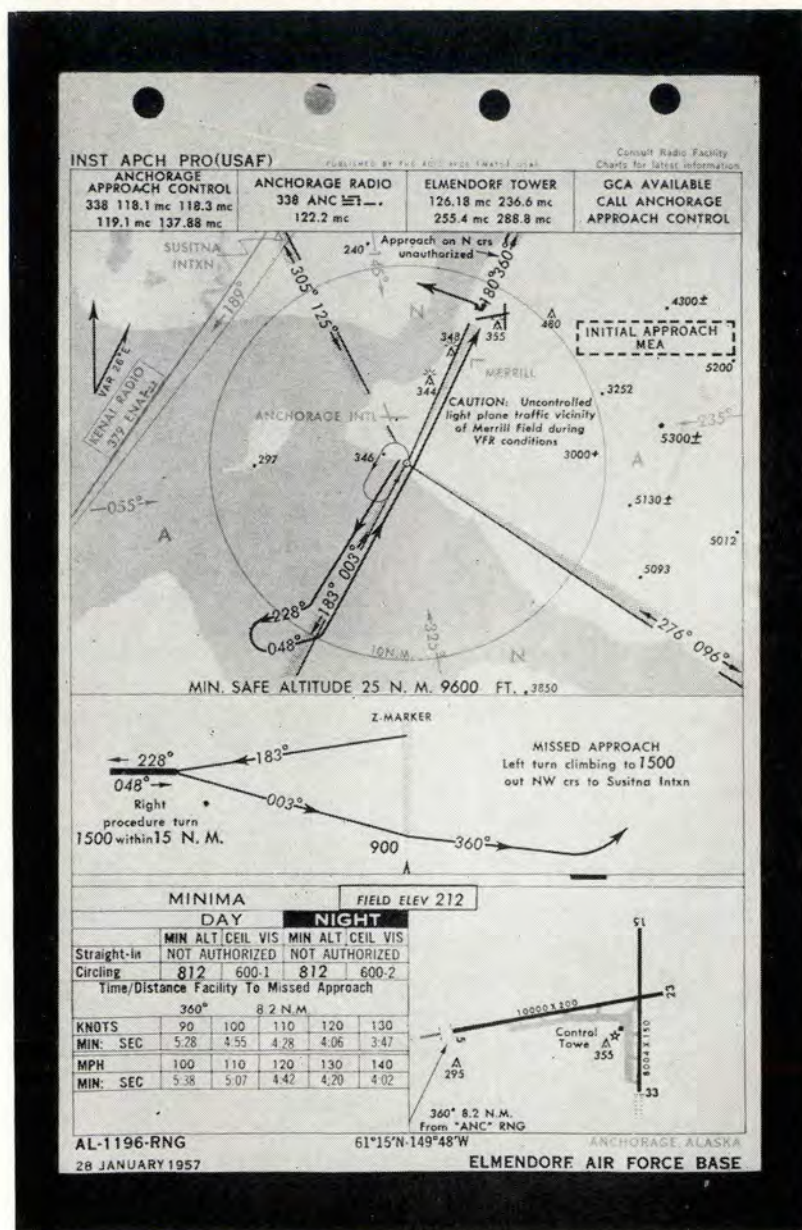 INST APCH PRO(USAF)
Consult Radio Facility
Charts for latest information
ANCHORAGE
APPROACH CONTROL
338 118.1 mc 118.3 mc
119.1 mc 137.88 mc
ANCHORAGE RADIO
338 ANC
122.2 mc
ELMENDORF TOWER
126.18 mc 236.6 mc
255.4 mc 288.8 mc
GCA AVAILABLE
CALL ANCHORAGE
APPROACH CONTROL
SUSITNA
INTXN
240
Approach on N crs
unauthorized
145°
180° 360°
305° 125°
189°
N
4300±
480
355
348
INITIAL APPROACH
MEA
VAR 26°E
KENAI RADIO
379 ENA
MERRILL
5200
344
3252
ANCHORAGE INTL
CAUTION: Uncontrolled
light plane traffic vicinity
of Merrill Field during
VFR conditions
235°
5300±
346
297
3000+
A
055°
5130±
A
5012
5093
183° 003°
228°
048°
325°
276° 096°
10 N.M.
N
MIN. SAFE ALTITUDE 25 N. M. 9600 FT.
3850
Z-MARKER
228°
183°
048°
003°
Right
procedure turn
1500 within 15 N. M.
MISSED APPROACH
Left turn climbing to 1500
out NW crs to Susitna Intxn
900
360°
MINIMA
FIELD ELEV 212
DAY NIGHT
MIN ALT CEIL VIS MIN ALT CEIL VIS
Straight-In NOT AUTHORIZED NOT AUTHORIZED
Circling 812 600-1 812 600-2
Time/Distance Facility To Missed Approach
360° 8.2 N.M.
KNOTS 90 100 110 120 130
MIN: SEC 5:28 4:55 4:28 4:06 3:47
MPH 100 110 120 130 140
MIN: SEC 5:38 5:07 4:42 4:20 4:02
15
23
10000 X 200
5
Control
Towe
355
8004 X 150
295
33
360° 8.2 N.M.
From "ANC" RNG
AL-1196-RNG
61°15'N-149°48'W
ANCHORAGE, ALASKA
28 JANUARY 1957
ELMENDORF AIR FORCE BASE